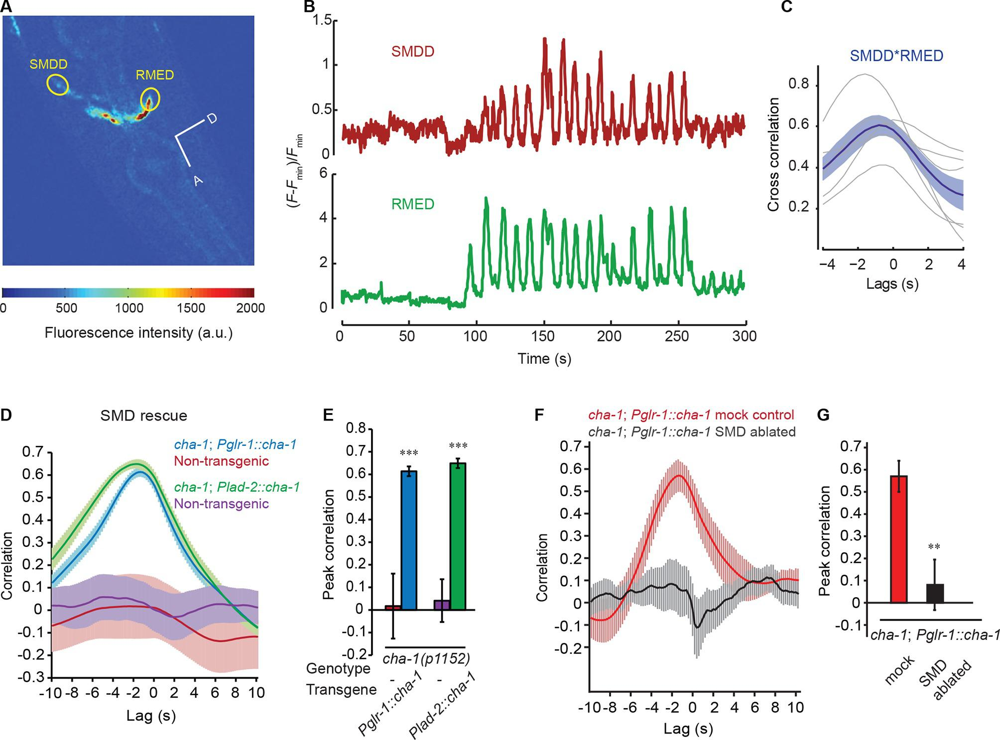 A
SMDD
RMED
D
A
0 500 1000 1500 2000
Fluorescence intensity (a.u.)
B
1.5
1
0.5
0
SMDD
(F-Fmin)/Fmin
6
4
2
0
RMED
0 50 100 150 200 250 300
Time (s)
C
SMDD*RMED
Cross correlation
0.8
0.6
0.4
0.2
−4 −2 0 2 4
Lags (s)
D
SMD rescue
cha-1; Pglr-1::cha-1
Non-transgenic
cha-1; Plad-2::cha-1
Non-transgenic
Correlation
0.7
0.6
0.5
0.4
0.3
0.2
0.1
0
-0.1
-0.2
-0.3
-10 -8 -6 -4 -2 0 2 4 6 8 10
Lag (s)
E
Peak correlation
0.8
0.7
0.6
0.5
0.4
0.3
0.2
0.1
0
-0.1
-0.2
*** ***
cha-1(p1152)
Genotype
Transgene
- Pglr-1::cha-1 - Plad-2::cha-1
F
cha-1; Pglr-1::cha-1 mock control
cha-1; Pglr-1::cha-1 SMD ablated
Correlation
0.7
0.6
0.5
0.4
0.3
0.2
0.1
0
-0.1
-0.2
-10 -8 -6 -4 -2 0 2 4 6 8 10
Lag (s)
G
Peak correlation
0.7
0.6
0.5
0.4
0.3
0.2
0.1
0
-0.1
**
cha-1; Pglr-1::cha-1
mock
SMD
ablated